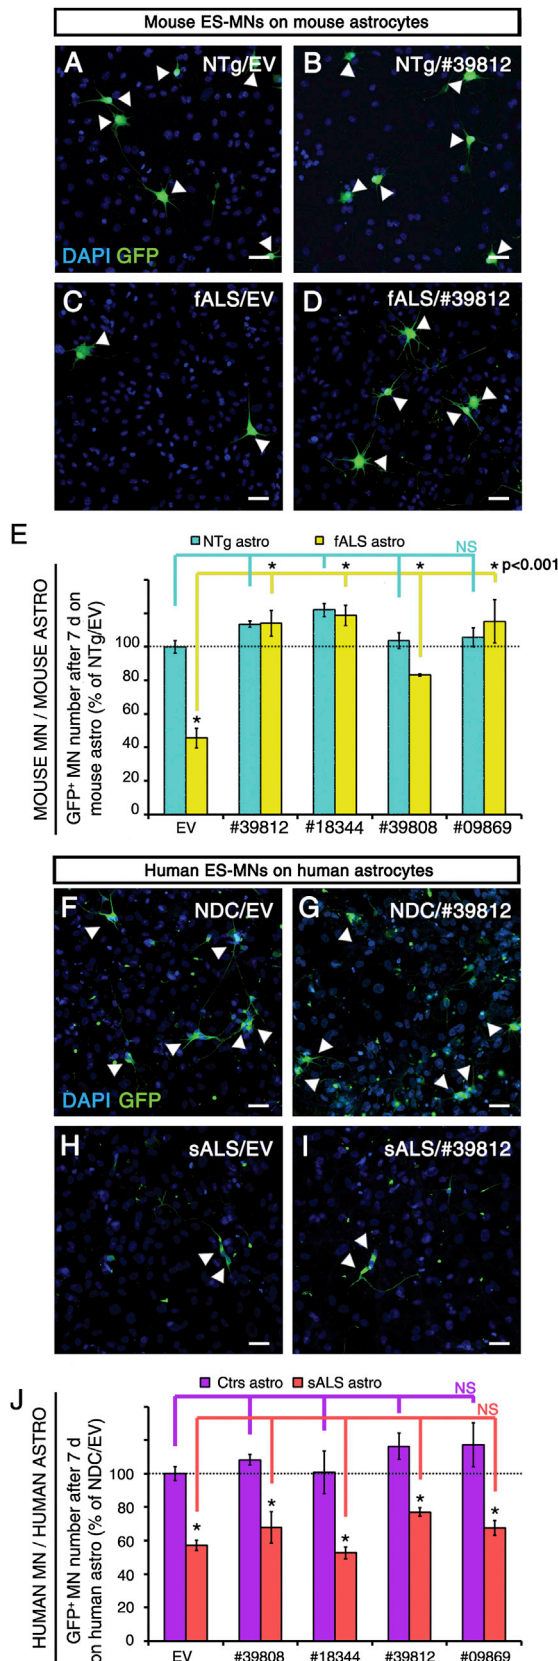 Mouse ES-MNs on mouse astrocytes
A NTg/EV
B NTg/#39812
DAPI GFP
C fALS/EV
D fALS/#39812
E
NTg astro fALS astro
NS
* * * * p<0.001
*
MOUSE MN / MOUSE ASTRO
GFP+ MN number after 7 d on
mouse astro (% of NTg/EV)
100
80
60
40
20
0
EV #39812 #18344 #39808 #09869
Human ES-MNs on human astrocytes
F NDC/EV
G NDC/#39812
DAPI GFP
H sALS/EV
I sALS/#39812
J
Ctrs astro sALS astro
NS
NS
* * * * *
HUMAN MN / HUMAN ASTRO
GFP+ MN number after 7 d
on human astro (% of NDC/EV)
100
80
60
40
20
0
EV #39808 #18344 #39812 #09869